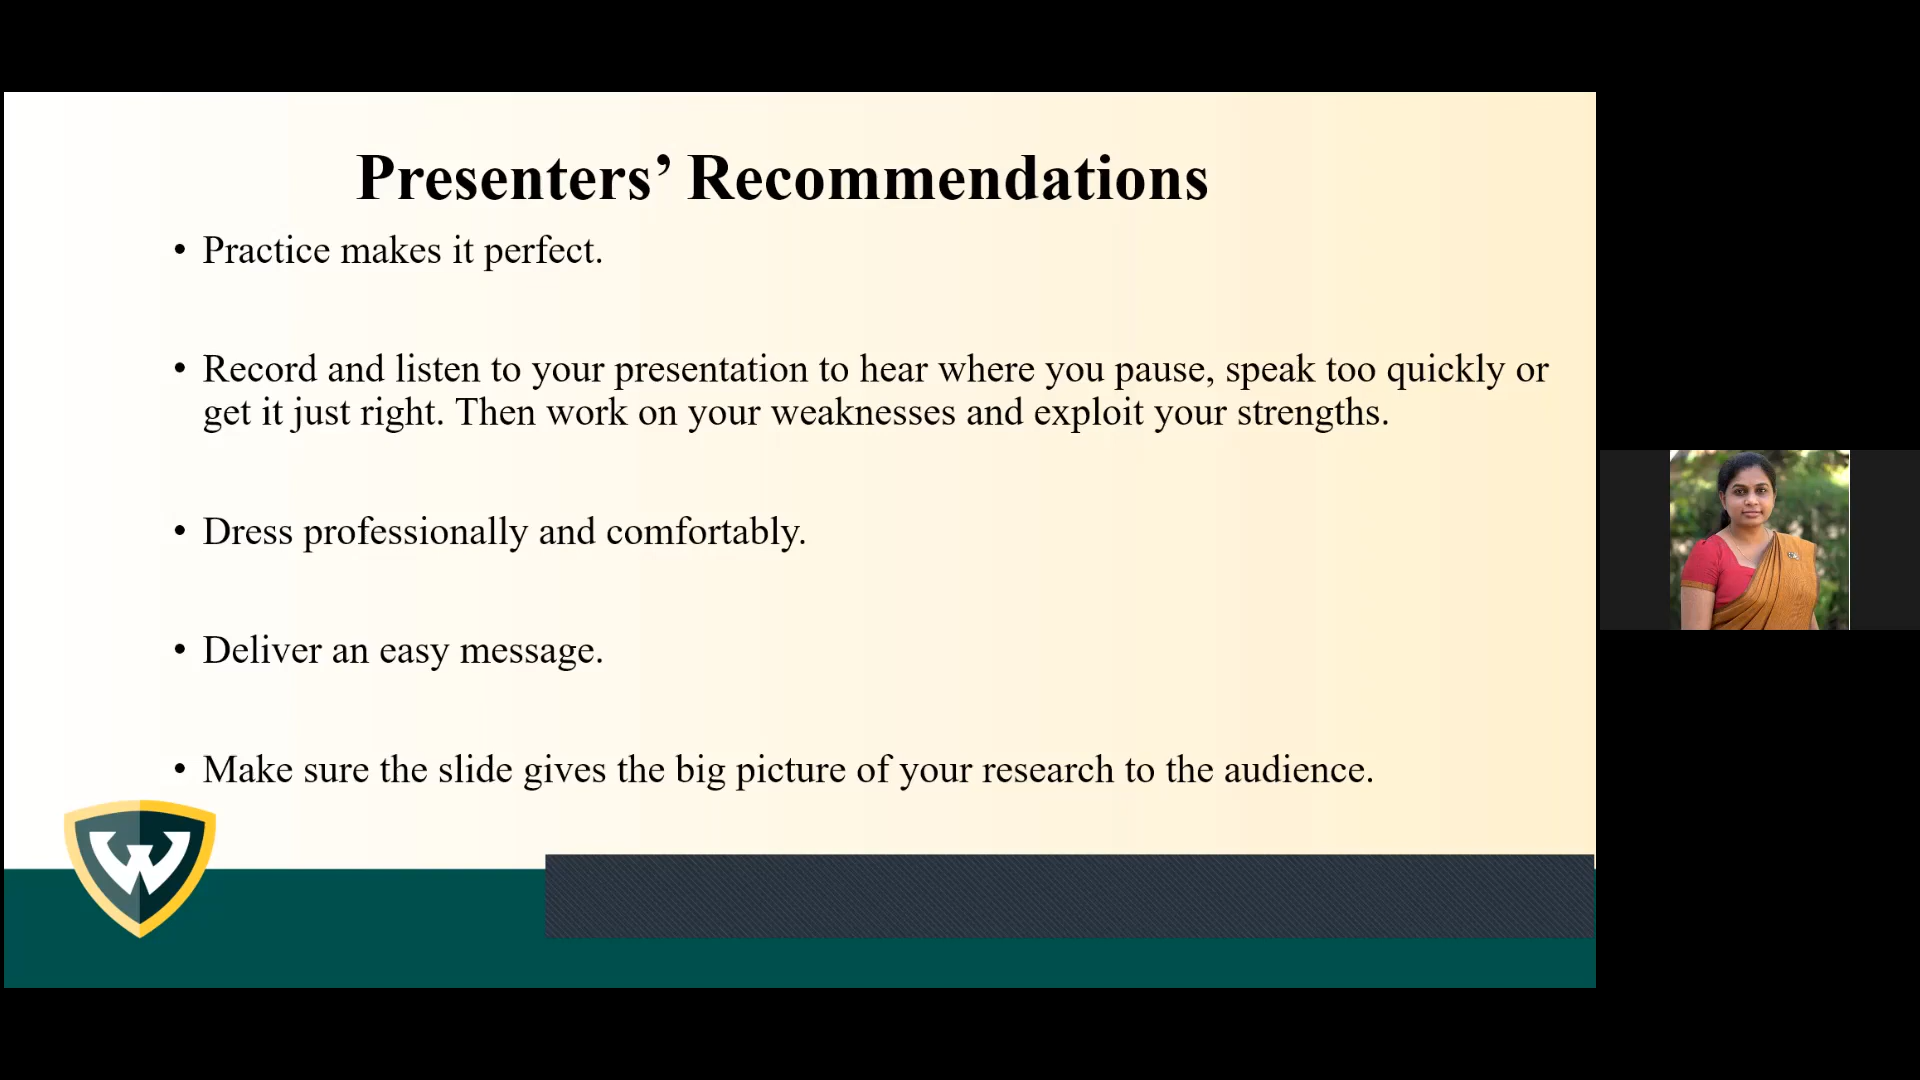 Presenters’ Recommendations
• Practice makes it perfect.
• Record and listen to your presentation to hear where you pause, speak too quickly or
get it just right. Then work on your weaknesses and exploit your strengths.
• Dress professionally and comfortably.
• Deliver an easy message.
• Make sure the slide gives the big picture of your research to the audience.
W